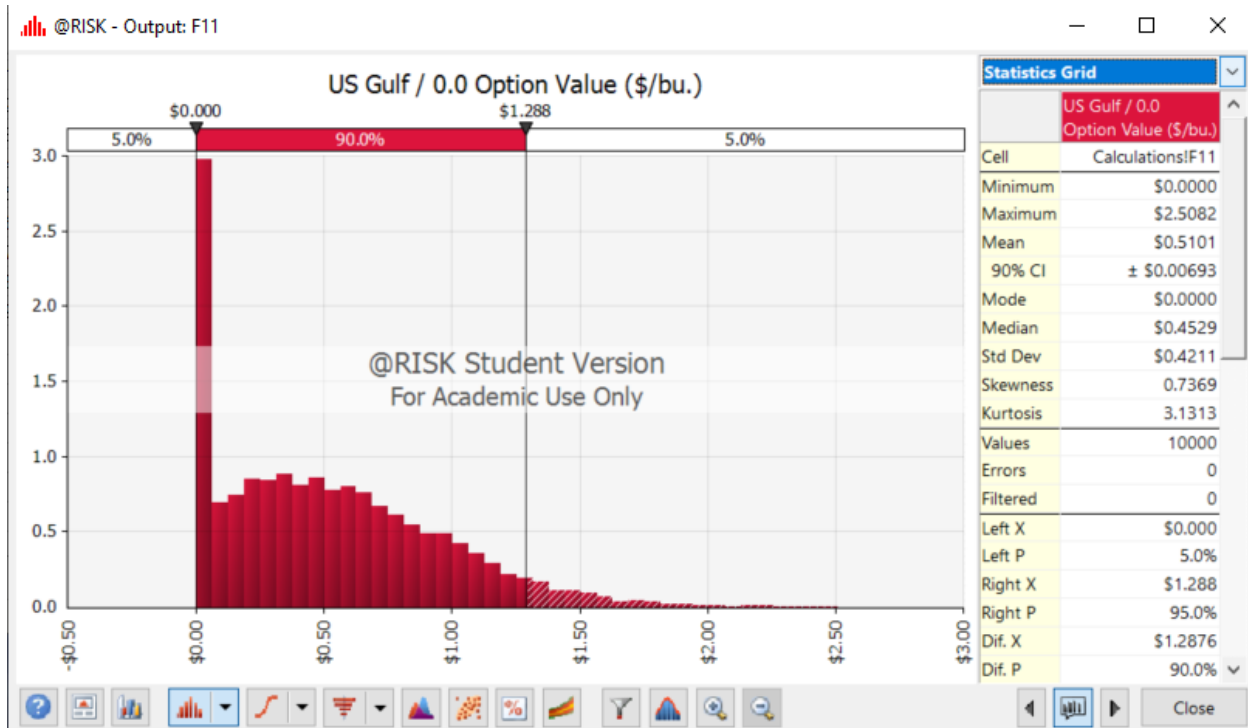 @RISK - Output: F11
US Gulf / 0.0 Option Value ($/bu.)
$0.000
$1.288
5.0%
90.0%
5.0%
3.0
2.5
2.0
1.5
1.0
0.5
0.0
@RISK Student Version
For Academic Use Only
-$0.50
$0.00
$0.50
$1.00
$1.50
$2.00
$2.50
$3.00
Statistics Grid
US Gulf / 0.0
Option Value ($/bu.)
Cell Calculations!F11
Minimum $0.0000
Maximum $2.5082
Mean $0.5101
90% CI ± $0.00693
Mode $0.0000
Median $0.4529
Std Dev $0.4211
Skewness 0.7369
Kurtosis 3.1313
Values 10000
Errors 0
Filtered 0
Left X $0.000
Left P 5.0%
Right X $1.288
Right P 95.0%
Dif. X $1.2876
Dif. P 90.0%
Close